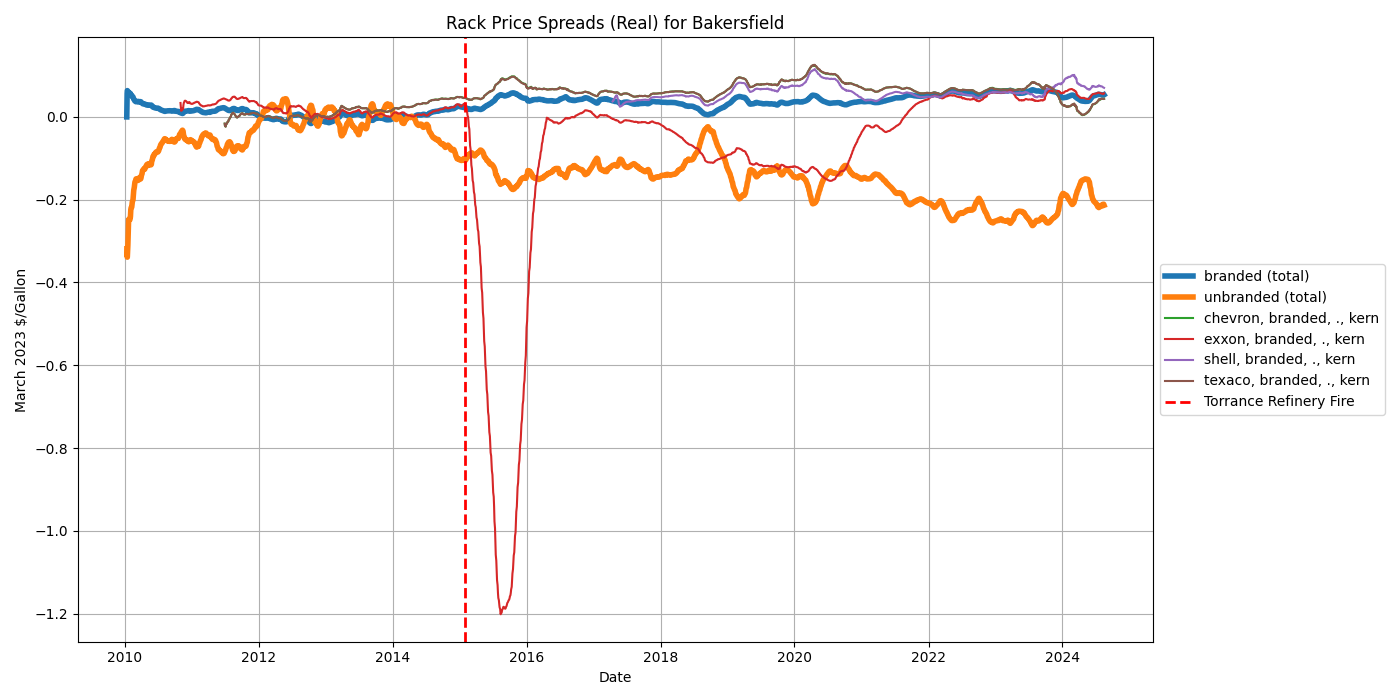 Rack Price Spreads (Real) for Bakersfield
March 2023 $/Gallon
0.0
−0.2
−0.4
−0.6
−0.8
−1.0
−1.2
2010 2012 2014 2016 2018 2020 2022 2024
Date
branded (total)
unbranded (total)
chevron, branded, ., kern
exxon, branded, ., kern
shell, branded, ., kern
texaco, branded, ., kern
Torrance Refinery Fire